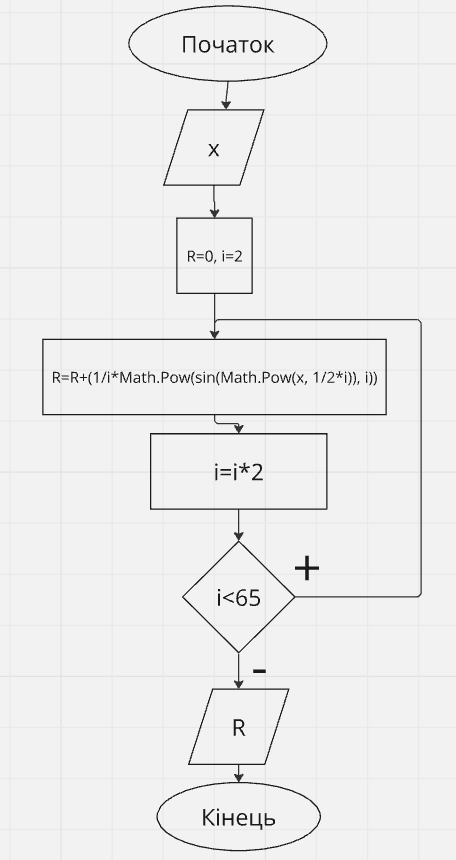 Початок
x
R=0, i=2
R=R+(1/i*Math.Pow(sin(Math.Pow(x, 1/2*i)), i))
i=i*2
i<65
+
-
R
Кінець